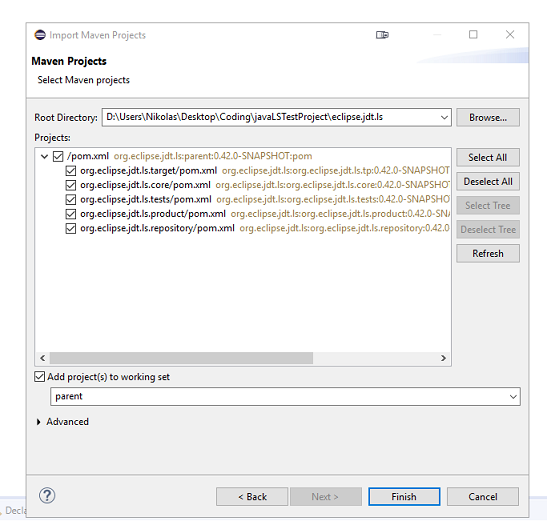 Import Maven Projects
Maven Projects
Select Maven projects
Root Directory: D:\Users\Nikolas\Desktop\Coding\javaLSTestProject\eclipse.jdt.ls Browse...
Projects:
/pom.xml org.eclipse.jdt.ls:parent:0.42.0-SNAPSHOT:pom Select All
org.eclipse.jdt.ls.target/pom.xml org.eclipse.jdt.ls:org.eclipse.jdt.ls.tp:0.42.0-SNAPSHOT
Deselect All
org.eclipse.jdt.ls.core/pom.xml org.eclipse.jdt.ls:org.eclipse.jdt.ls.core:0.42.0-SNAPSHO
org.eclipse.jdt.ls.tests/pom.xml org.eclipse.jdt.ls:org.eclipse.jdt.ls.tests:0.42.0-SNAPSHO
Select Tree
org.eclipse.jdt.ls.product/pom.xml org.eclipse.jdt.ls:org.eclipse.jdt.ls.product:0.42.0-SN
org.eclipse.jdt.ls.repository/pom.xml org.eclipse.jdt.ls:org.eclipse.jdt.ls.repository:0.42.0 Deselect Tree
Refresh
Add project(s) to working set
parent
Advanced
? < Back Next > Finish Cancel
, Decla